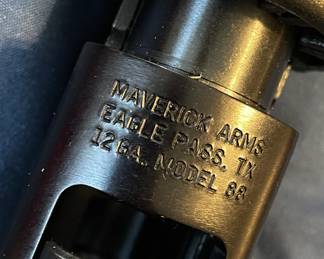 MAVERICK ARMS
EAGLE PASS, TX
12 GA. MODEL 88